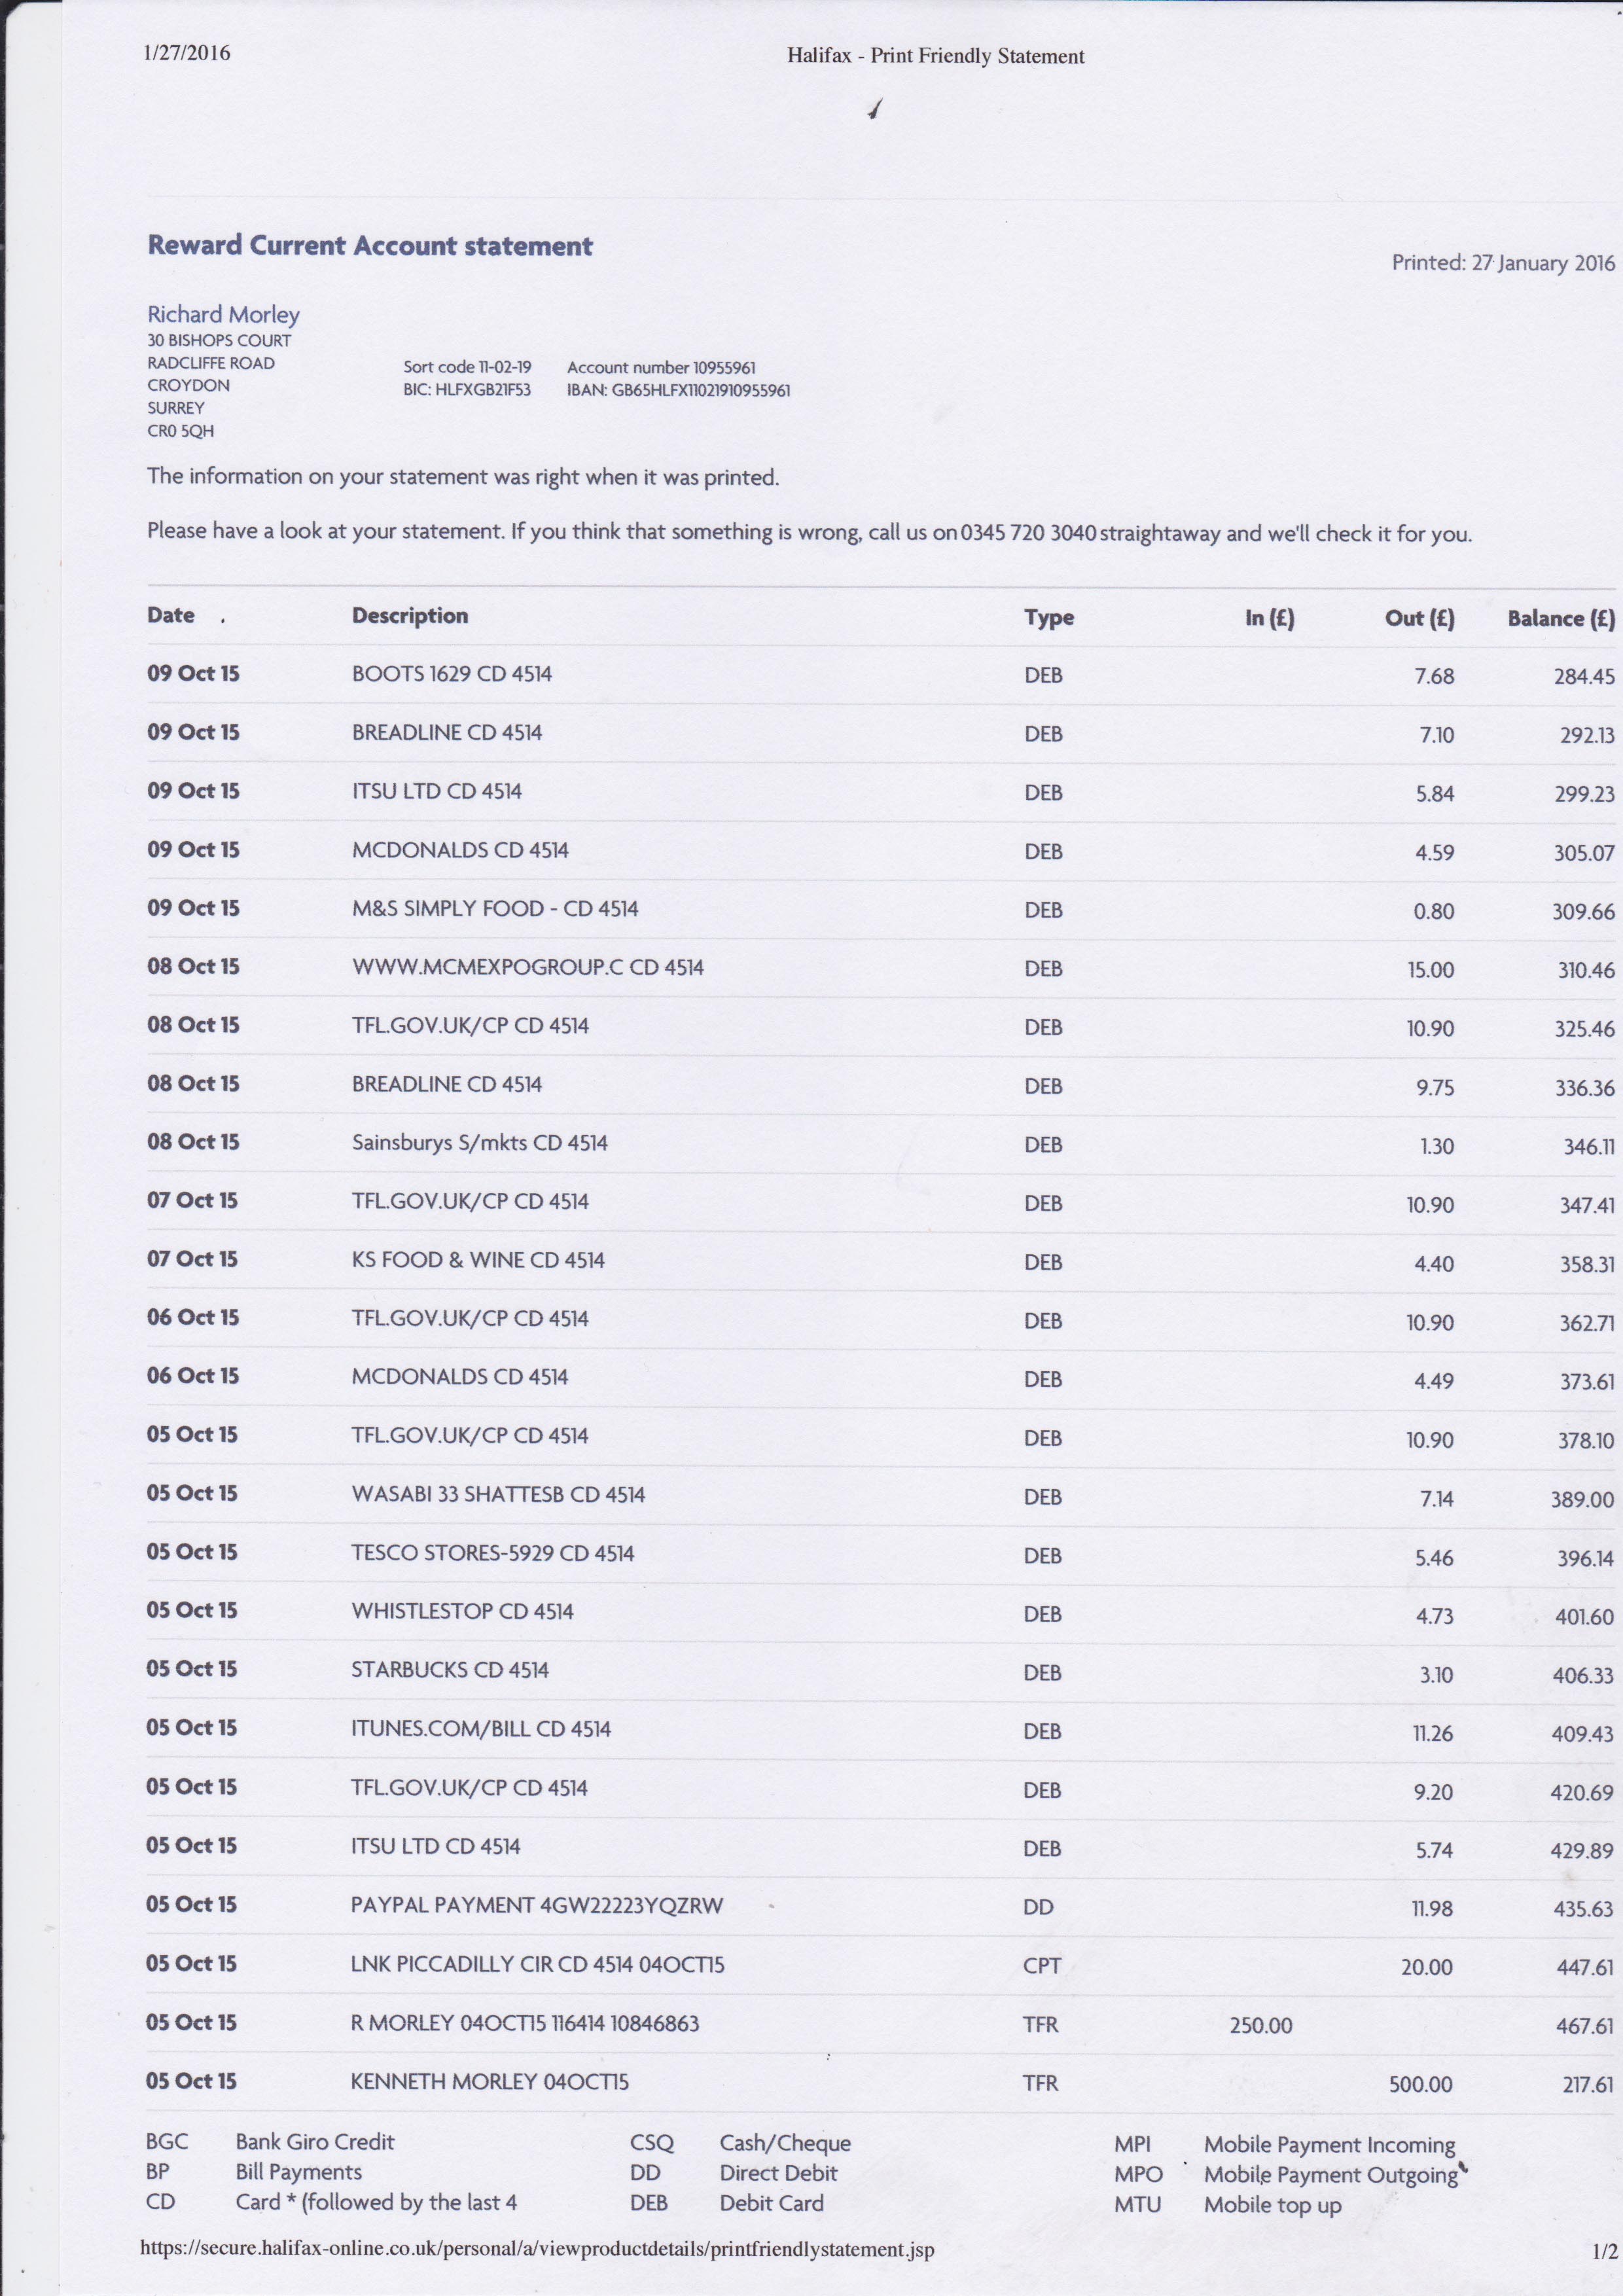 1/27/2016 Halifax - Print Friendly Statement
Reward Current Account statement
Printed: 27 January 2016
Richard Morley
30 BISHOPS COURT
RADCLIFFE ROAD
CROYDON
SURREY
CR0 5QH
Sort code 11-02-19 Account number 10955961
BIC: HLFXGB21F53 IBAN: GB65HLFX11021910955961
The information on your statement was right when it was printed.
Please have a look at your statement. If you think that something is wrong, call us on 0345 720 3040 straightaway and we'll check it for you.
Date Description Type In (£) Out (£) Balance (£)
09 Oct 15 BOOTS 1629 CD 4514 DEB 7.68 284.45
09 Oct 15 BREADLINE CD 4514 DEB 7.10 292.13
09 Oct 15 ITSU LTD CD 4514 DEB 5.84 299.23
09 Oct 15 MCDONALDS CD 4514 DEB 4.59 305.07
09 Oct 15 M&S SIMPLY FOOD - CD 4514 DEB 0.80 309.66
08 Oct 15 WWW.MCMEXPOGROUP.C CD 4514 DEB 15.00 310.46
08 Oct 15 TFL.GOV.UK/CP CD 4514 DEB 10.90 325.46
08 Oct 15 BREADLINE CD 4514 DEB 9.75 336.36
08 Oct 15 Sainsburys S/mkts CD 4514 DEB 1.30 346.11
07 Oct 15 TFL.GOV.UK/CP CD 4514 DEB 10.90 347.41
07 Oct 15 KS FOOD & WINE CD 4514 DEB 4.40 358.31
06 Oct 15 TFL.GOV.UK/CP CD 4514 DEB 10.90 362.71
06 Oct 15 MCDONALDS CD 4514 DEB 4.49 373.61
05 Oct 15 TFL.GOV.UK/CP CD 4514 DEB 10.90 378.10
05 Oct 15 WASABI 33 SHATTESB CD 4514 DEB 7.14 389.00
05 Oct 15 TESCO STORES-5929 CD 4514 DEB 5.46 396.14
05 Oct 15 WHISTLESTOP CD 4514 DEB 4.73 401.60
05 Oct 15 STARBUCKS CD 4514 DEB 3.10 406.33
05 Oct 15 ITUNES.COM/BILL CD 4514 DEB 11.26 409.43
05 Oct 15 TFL.GOV.UK/CP CD 4514 DEB 9.20 420.69
05 Oct 15 ITSU LTD CD 4514 DEB 5.74 429.89
05 Oct 15 PAYPAL PAYMENT 4GW22223YQZRW DD 11.98 435.63
05 Oct 15 LNK PICCADILLY CIR CD 4514 04OCT15 CPT 20.00 447.61
05 Oct 15 R MORLEY 04OCT15 116414 10846863 TFR 250.00 467.61
05 Oct 15 KENNETH MORLEY 04OCT15 TFR 500.00 217.61
BGC Bank Giro Credit CSQ Cash/Cheque MPI Mobile Payment Incoming
BP Bill Payments DD Direct Debit MPO Mobile Payment Outgoing
CD Card * (followed by the last 4 DEB Debit Card MTU Mobile top up
https://secure.halifax-online.co.uk/personal/a/viewproductdetails/printfriendlystatement.jsp 1/2